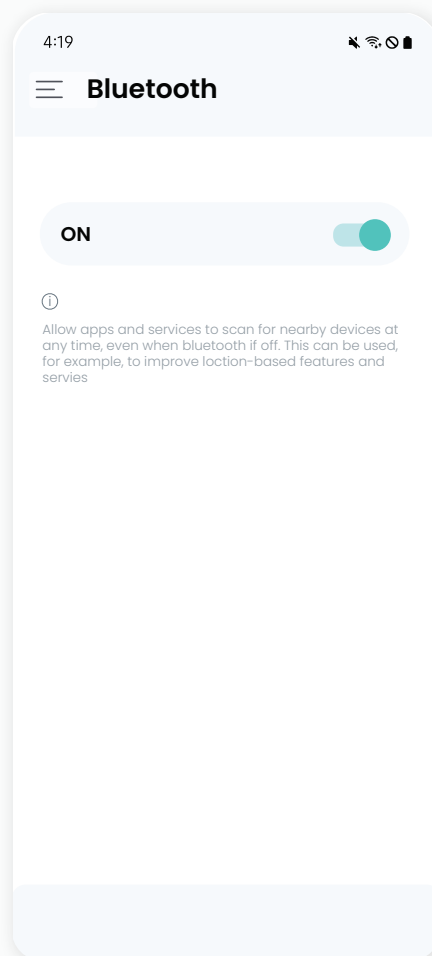 4:19
Bluetooth
ON
Allow apps and services to scan for nearby devices at
any time, even when bluetooth if off. This can be used,
for example, to improve loction-based features and
servies